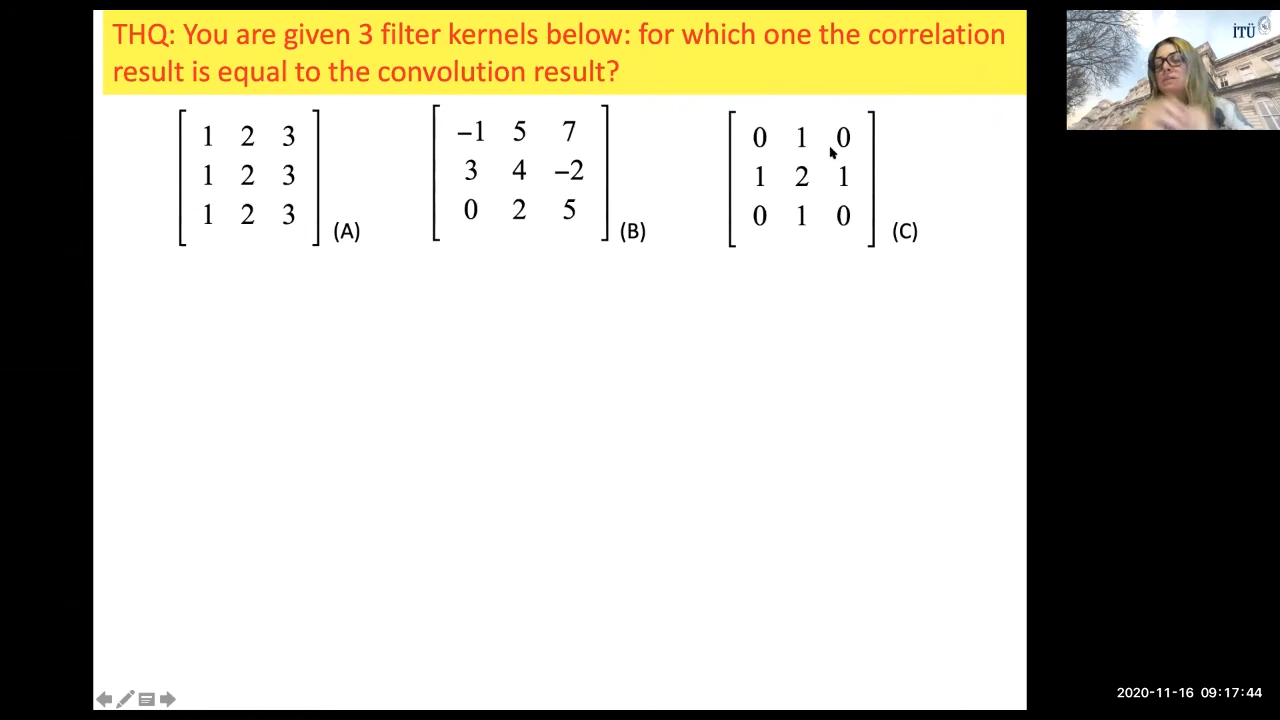 THQ: You are given 3 filter kernels below: for which one the correlation
result is equal to the convolution result?
1 2 3
1 2 3
1 2 3
(A)
−1 5 7
3 4 −2
0 2 5
(B)
0 1 0
1 2 1
0 1 0
(C)
İTÜ
2020-11-16 09:17:44